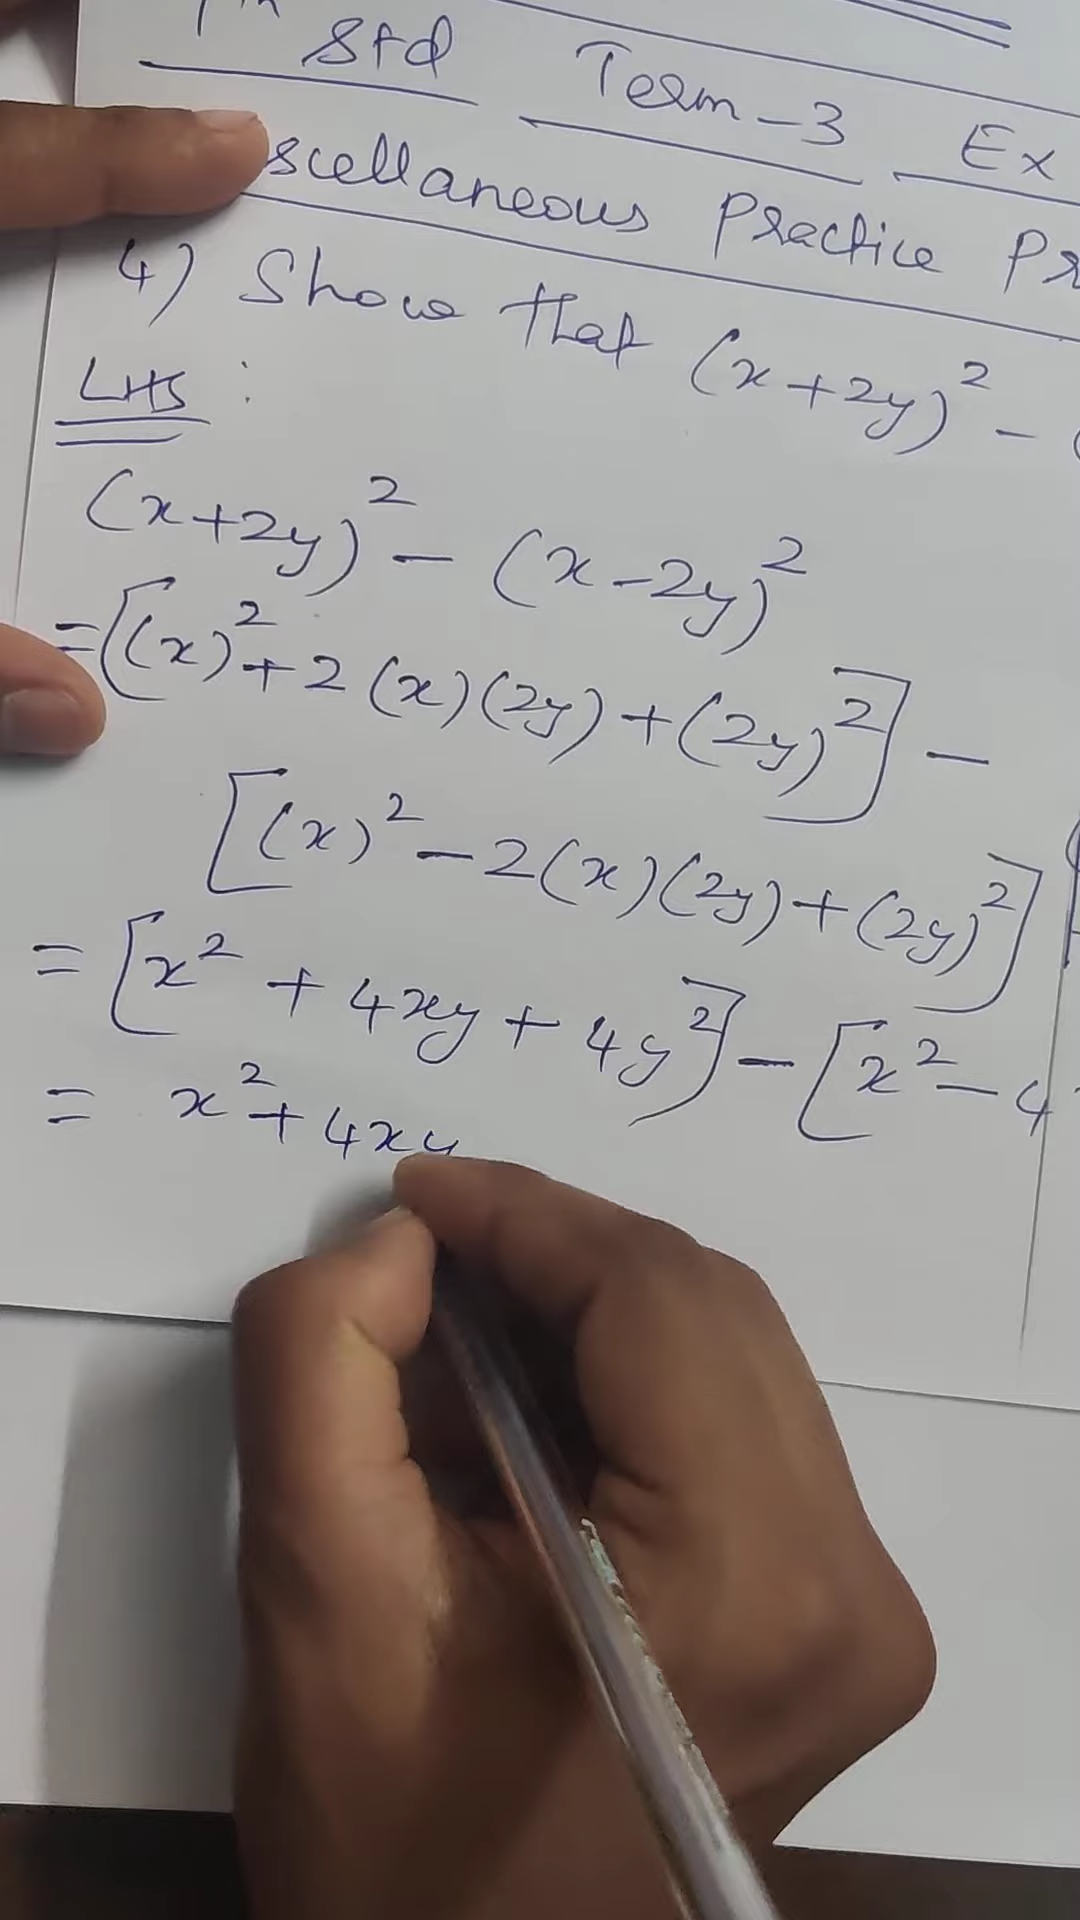 Std Term-3 Ex
scellaneous Practice Pr
4) Show that (x+2y)² - (
LHS :
(x+2y)² - (x-2y)²
=[(x)²+2(x)(2y)+(2y)²] -
[(x)²-2(x)(2y)+(2y)²]
= [x² + 4xy + 4y²] - [x² - 4
= x² + 4xy